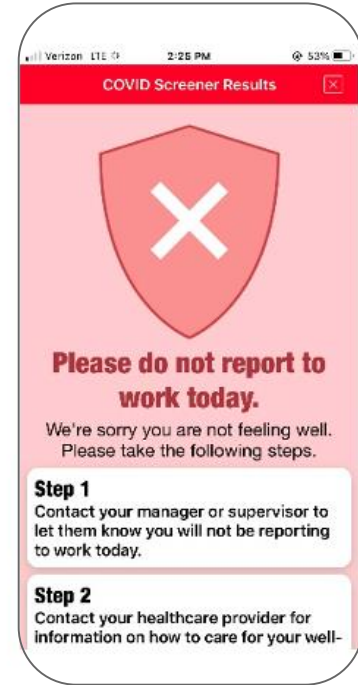 Verizon LTE 2:25 PM 53%
COVID Screener Results
Please do not report to
work today.
We're sorry you are not feeling well.
Please take the following steps.
Step 1
Contact your manager or supervisor to
let them know you will not be reporting
to work today.
Step 2
Contact your healthcare provider for
information on how to care for your well-